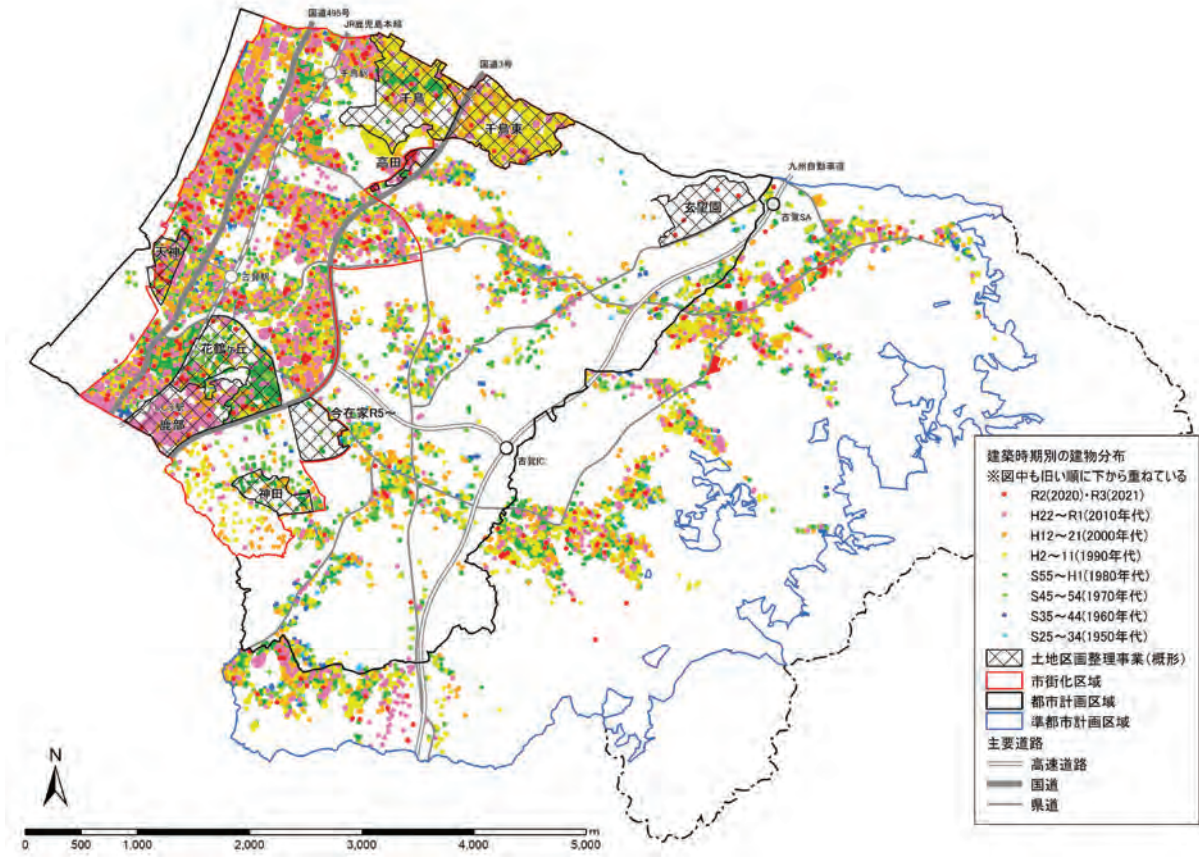 国道495号
JR鹿児島本線
国道3号
千鳥駅
千鳥
千鳥東
高田
九州自動車道
玄望園
古賀SA
天神
古賀駅
花鶴ヶ丘
鹿部
今在家R5～
古賀IC
神田
建築時期別の建物分布
※図中も旧い順に下から重ねている
R2(2020)・R3(2021)
H22～R1(2010年代)
H12～21(2000年代)
H2～11(1990年代)
S55～H1(1980年代)
S45～54(1970年代)
S35～44(1960年代)
S25～34(1950年代)
土地区画整理事業(概形)
市街化区域
都市計画区域
準都市計画区域
主要道路
高速道路
国道
県道
N
0 500 1,000 2,000 3,000 4,000 5,000 m